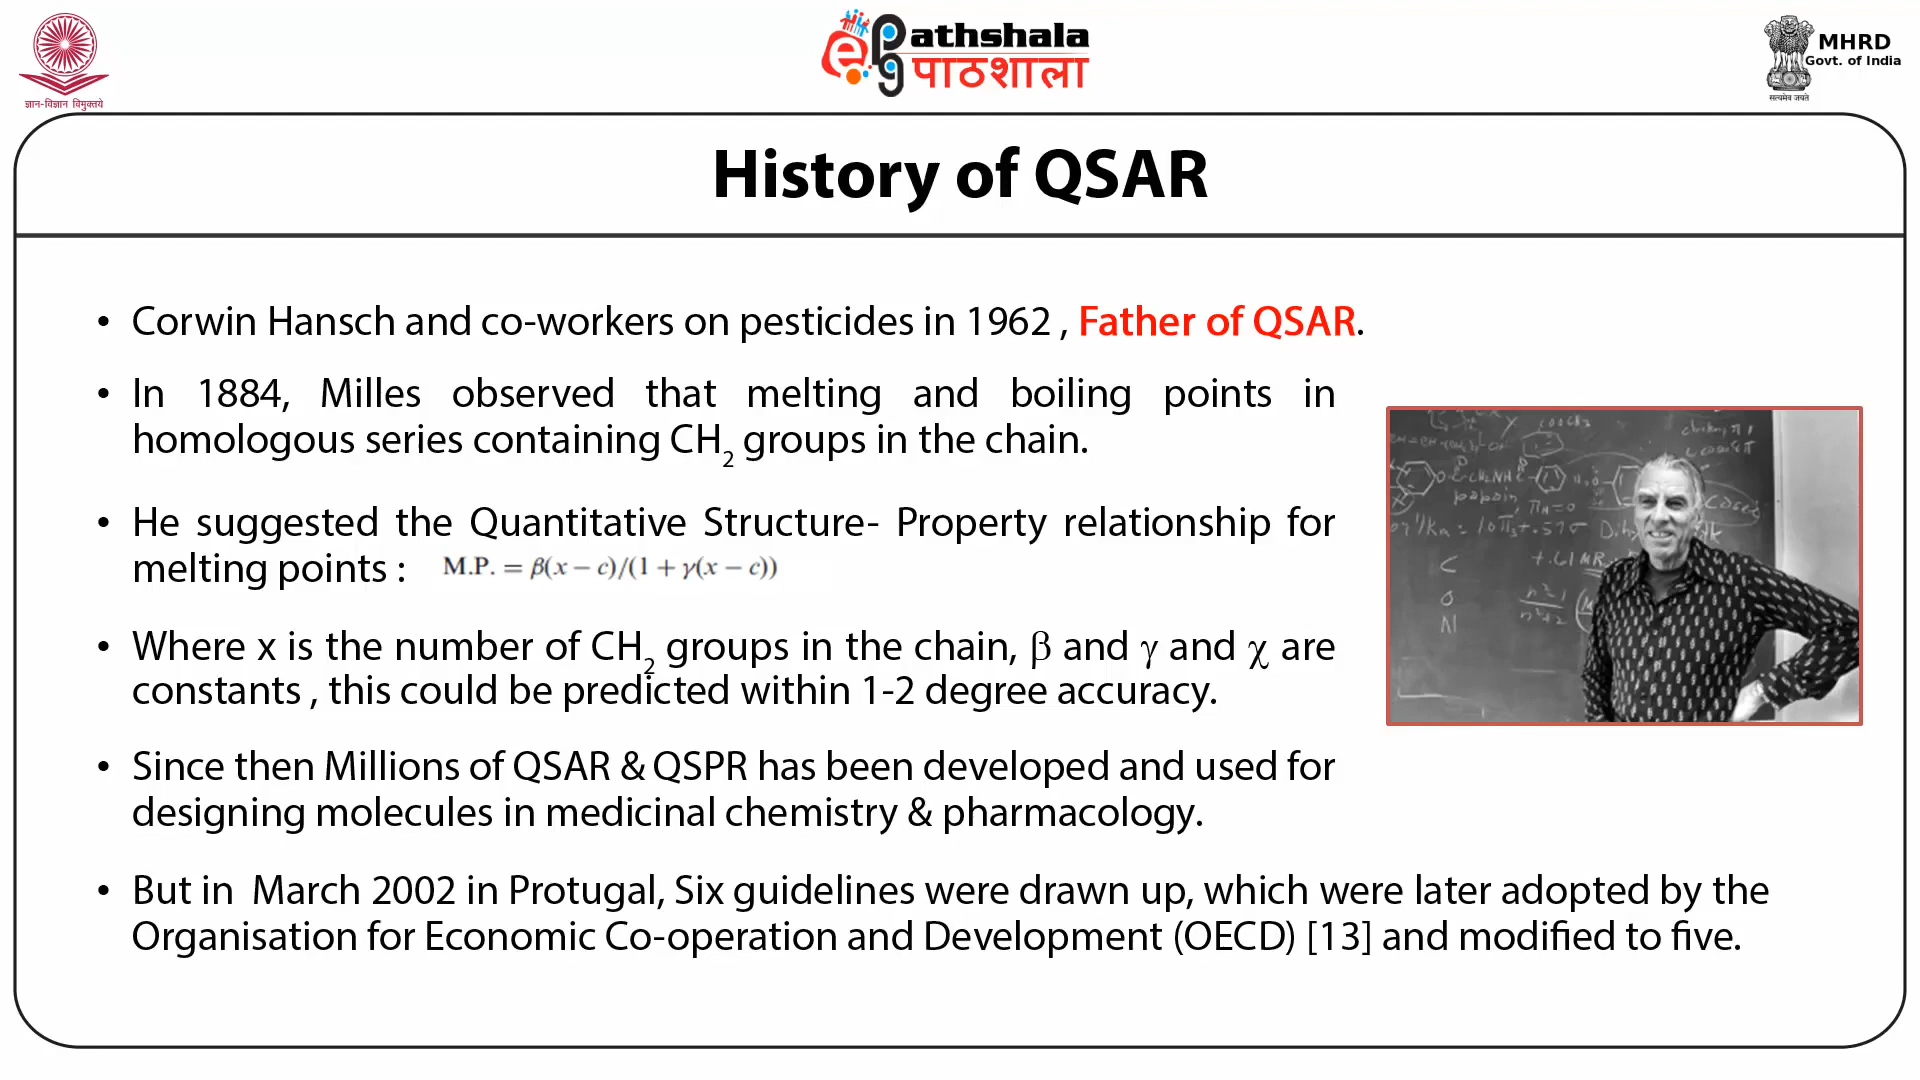 ज्ञान-विज्ञान विमुक्तये
ePathshala
पाठशाला
MHRD
Govt. of India
सत्यमेव जयते
History of QSAR
• Corwin Hansch and co-workers on pesticides in 1962 , Father of QSAR.
• In 1884, Milles observed that melting and boiling points in
homologous series containing CH₂ groups in the chain.
• He suggested the Quantitative Structure- Property relationship for
melting points : M.P. = β(x − c)/(1 + γ(x − c))
• Where x is the number of CH₂ groups in the chain, β and γ and χ are
constants , this could be predicted within 1-2 degree accuracy.
• Since then Millions of QSAR & QSPR has been developed and used for
designing molecules in medicinal chemistry & pharmacology.
• But in March 2002 in Protugal, Six guidelines were drawn up, which were later adopted by the
Organisation for Economic Co-operation and Development (OECD) [13] and modified to five.
papain
C
O
N